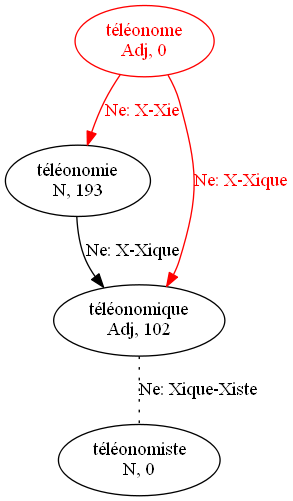 téléonome
Adj, 0
Ne: X-Xie
téléonomie
N, 193
Ne: X-Xique
Ne: X-Xique
téléonomique
Adj, 102
Ne: Xique-Xiste
téléonomiste
N, 0